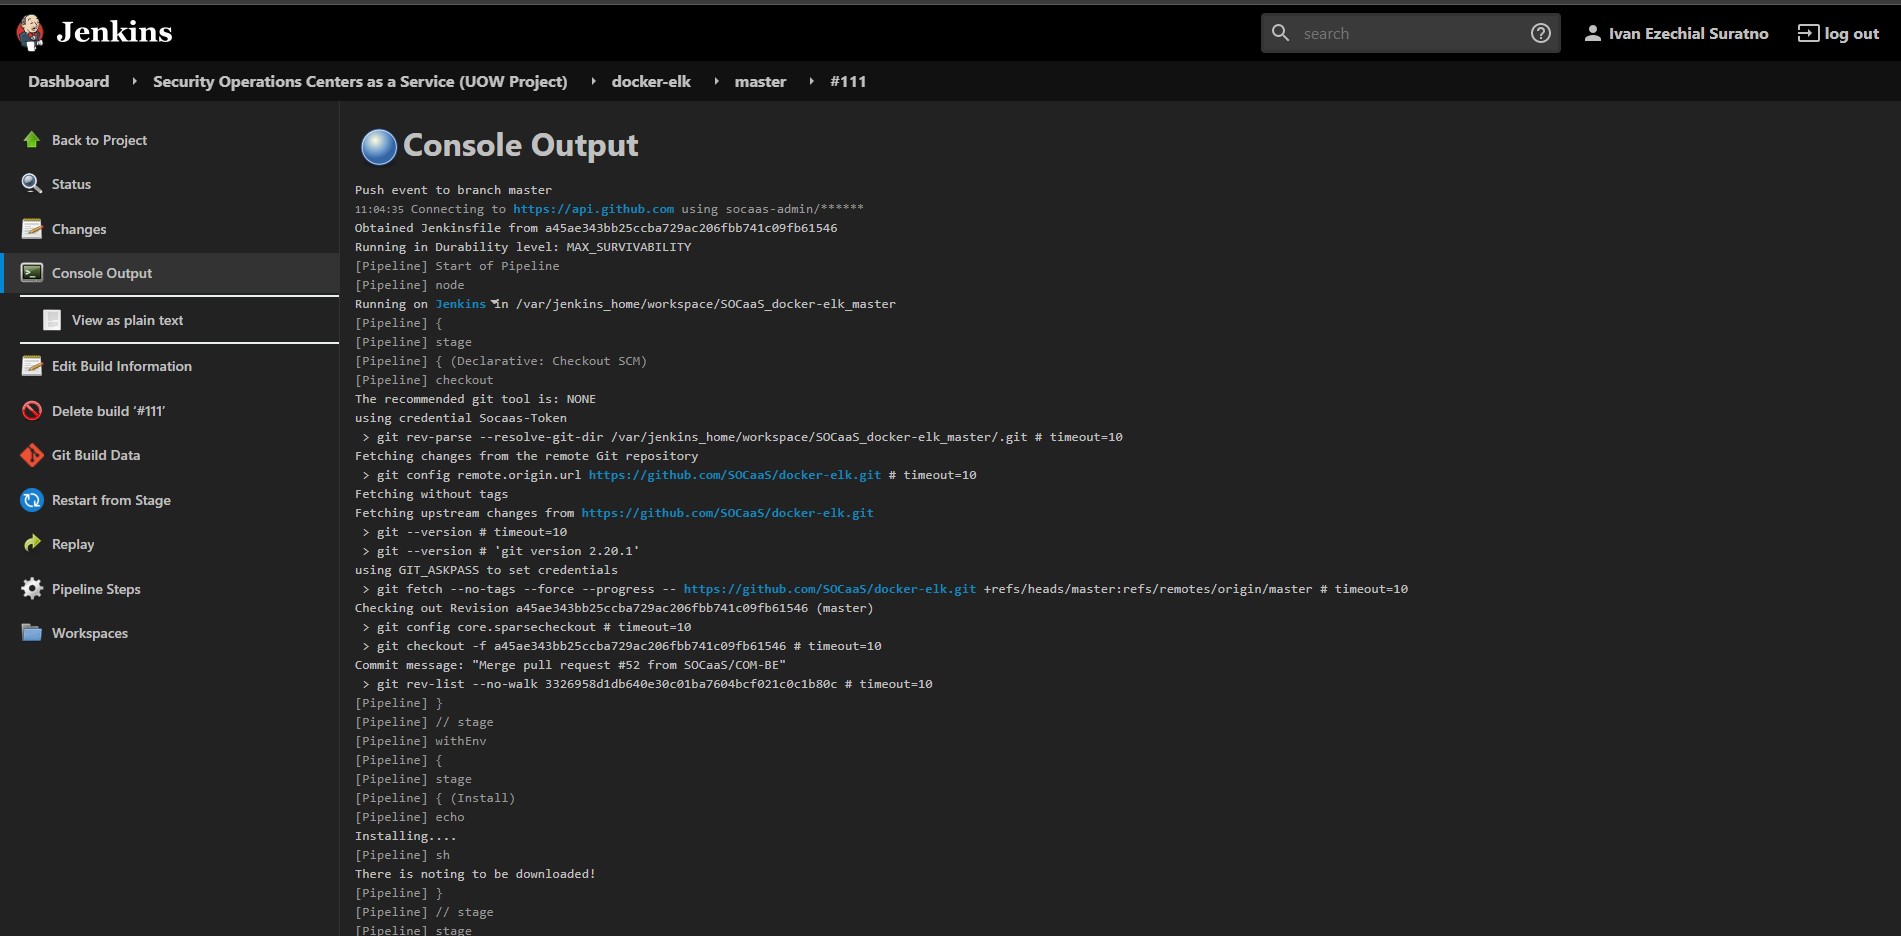 Jenkins
search
Ivan Ezechial Suratno
log out
Dashboard
Security Operations Centers as a Service (UOW Project)
docker-elk
master
#111
Back to Project
Status
Changes
Console Output
View as plain text
Edit Build Information
Delete build ‘#111’
Git Build Data
Restart from Stage
Replay
Pipeline Steps
Workspaces
Console Output
Push event to branch master
11:04:35 Connecting to https://api.github.com using socaas-admin/******
Obtained Jenkinsfile from a45ae343bb25ccba729ac206fbb741c09fb61546
Running in Durability level: MAX_SURVIVABILITY
[Pipeline] Start of Pipeline
[Pipeline] node
Running on Jenkins in /var/jenkins_home/workspace/SOCaaS_docker-elk_master
[Pipeline] {
[Pipeline] stage
[Pipeline] { (Declarative: Checkout SCM)
[Pipeline] checkout
The recommended git tool is: NONE
using credential Socaas-Token
> git rev-parse --resolve-git-dir /var/jenkins_home/workspace/SOCaaS_docker-elk_master/.git # timeout=10
Fetching changes from the remote Git repository
> git config remote.origin.url https://github.com/SOCaaS/docker-elk.git # timeout=10
Fetching without tags
Fetching upstream changes from https://github.com/SOCaaS/docker-elk.git
> git --version # timeout=10
> git --version # 'git version 2.20.1'
using GIT_ASKPASS to set credentials
> git fetch --no-tags --force --progress -- https://github.com/SOCaaS/docker-elk.git +refs/heads/master:refs/remotes/origin/master # timeout=10
Checking out Revision a45ae343bb25ccba729ac206fbb741c09fb61546 (master)
> git config core.sparsecheckout # timeout=10
> git checkout -f a45ae343bb25ccba729ac206fbb741c09fb61546 # timeout=10
Commit message: "Merge pull request #52 from SOCaaS/COM-BE"
> git rev-list --no-walk 3326958d1db640e30c01ba7604bcf021c0c1b80c # timeout=10
[Pipeline] }
[Pipeline] // stage
[Pipeline] withEnv
[Pipeline] {
[Pipeline] stage
[Pipeline] { (Install)
[Pipeline] echo
Installing....
[Pipeline] sh
There is noting to be downloaded!
[Pipeline] }
[Pipeline] // stage
[Pipeline] stage